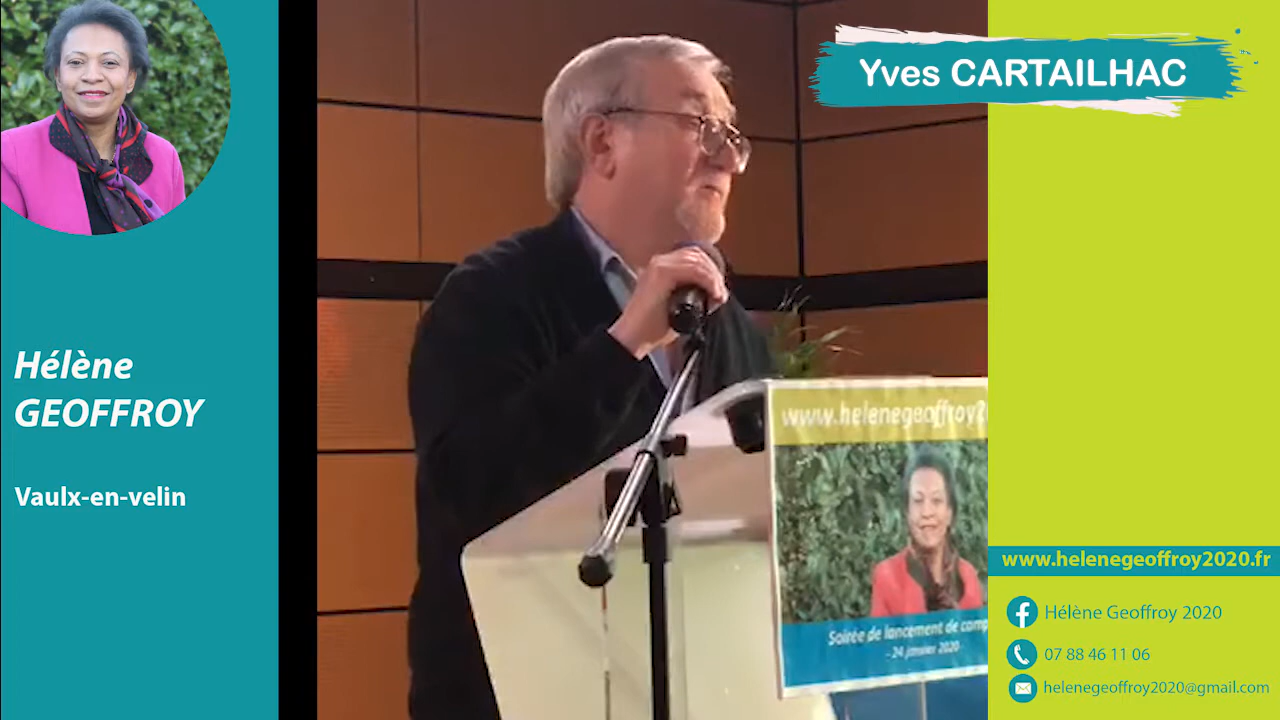 Yves CARTAILHAC
Hélène
GEOFFROY
Vaulx-en-velin
www.helenegeoffroy2
Soirée de lancement de camp
- 24 janvier 2020
www.helenegeoffroy2020.fr
Hélène Geoffroy 2020
07 88 46 11 06
helenegeoffroy2020@gmail.com